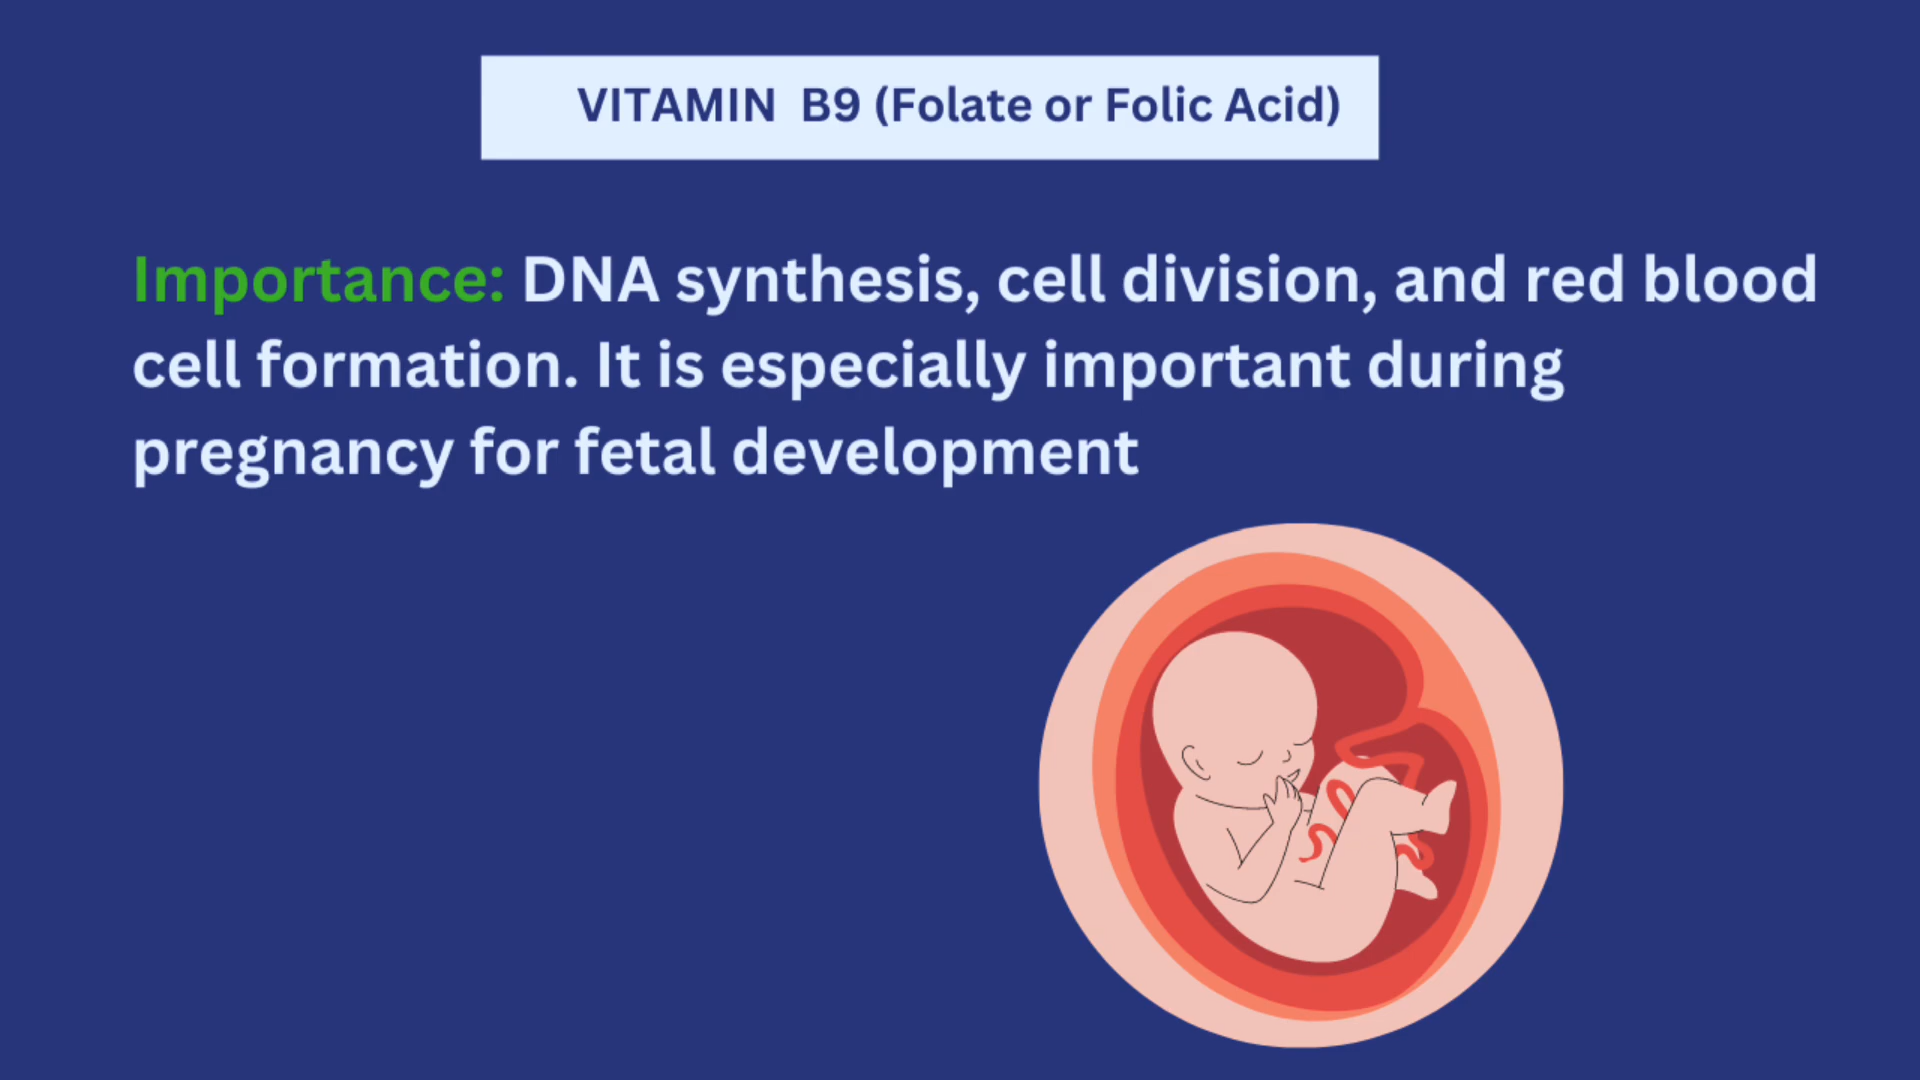 VITAMIN B9 (Folate or Folic Acid)
Importance: DNA synthesis, cell division, and red blood
cell formation. It is especially important during
pregnancy for fetal development